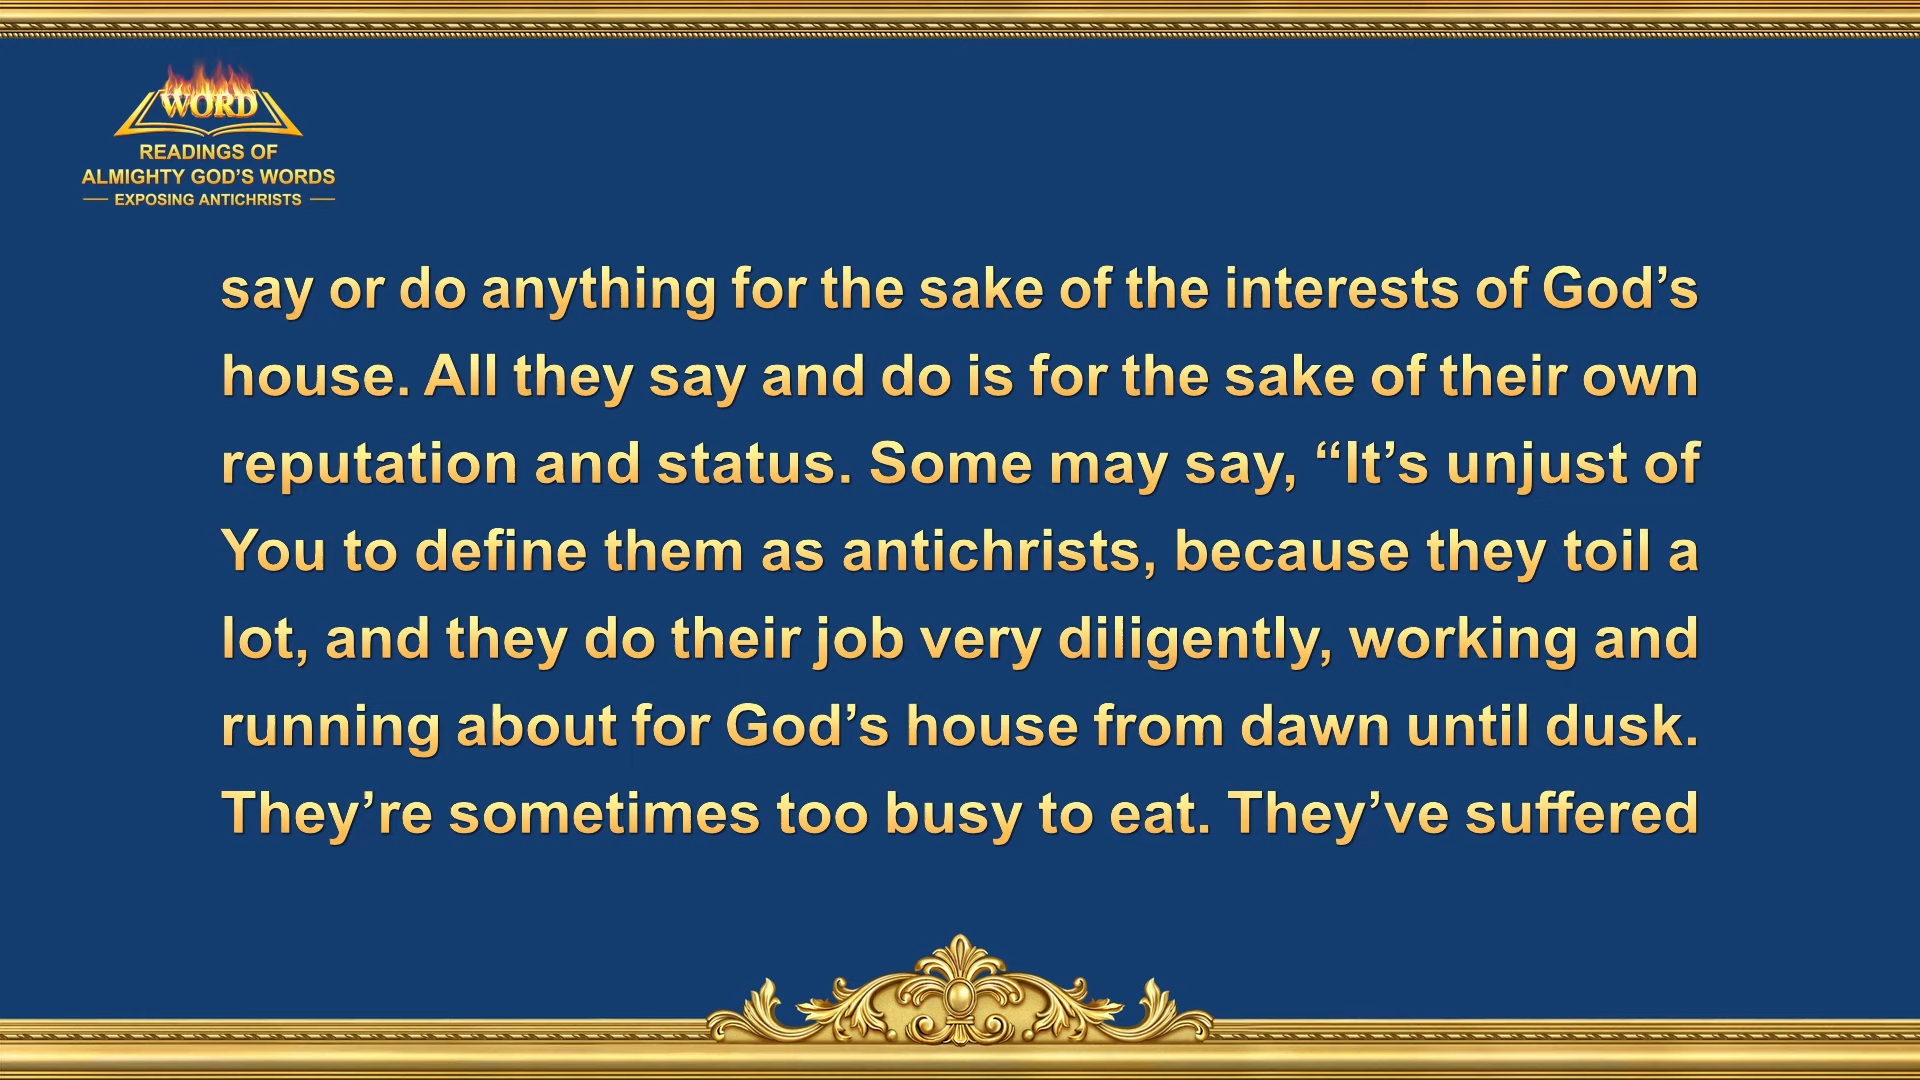 WORD
READINGS OF
ALMIGHTY GOD’S WORDS
EXPOSING ANTICHRISTS
say or do anything for the sake of the interests of God’s
house. All they say and do is for the sake of their own
reputation and status. Some may say, “It’s unjust of
You to define them as antichrists, because they toil a
lot, and they do their job very diligently, working and
running about for God’s house from dawn until dusk.
They’re sometimes too busy to eat. They’ve suffered